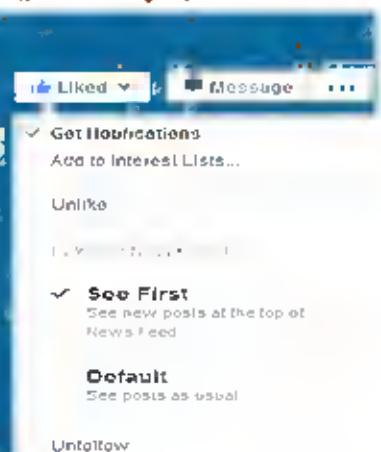 Liked Message ...
Get Notifications
Add to Interest Lists...
Unlike
See First
See new posts at the top of
News Feed
Default
See posts as usual
Unfollow